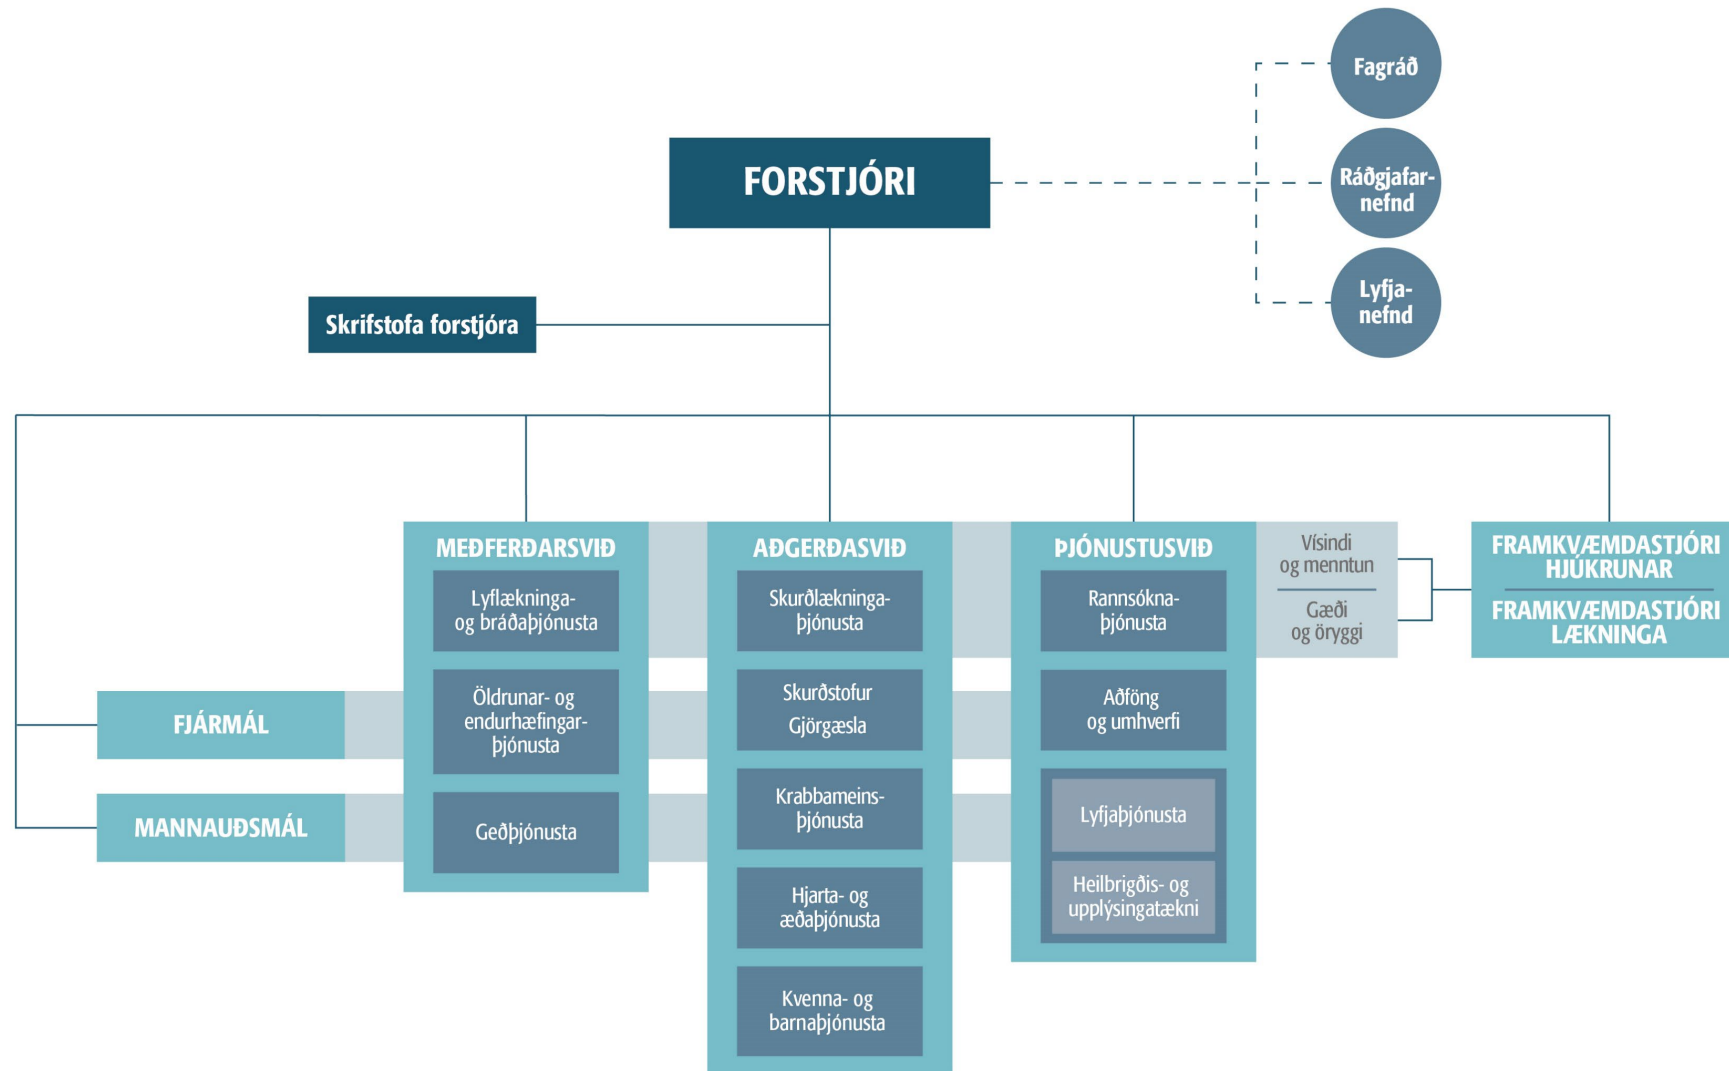 Fagráð
FORSTJÓRI
Ráðgjafar-
nefnd
Lyfja-
nefnd
Skrifstofa forstjóra
MEÐFERÐARSVIÐ
Lyflækninga-
og bráðaþjónusta
Öldrunar- og
endurhæfingar-
þjónusta
Geðþjónusta
AÐGERÐASVIÐ
Skurðlækninga-
þjónusta
Skurðstofur
Gjörgæsla
Krabbameins-
þjónusta
Hjarta- og
æðaþjónusta
Kvenna- og
barnaþjónusta
ÞJÓNUSTUSVIÐ
Rannsókna-
þjónusta
Aðföng
og umhverfi
Lyfjaþjónusta
Heilbrigðis- og
upplýsingatækni
Vísindi
og menntun
Gæði
og öryggi
FRAMKVÆMDASTJÓRI
HJÚKRUNAR
FRAMKVÆMDASTJÓRI
LÆKNINGA
FJÁRMÁL
MANNAUÐSMÁL